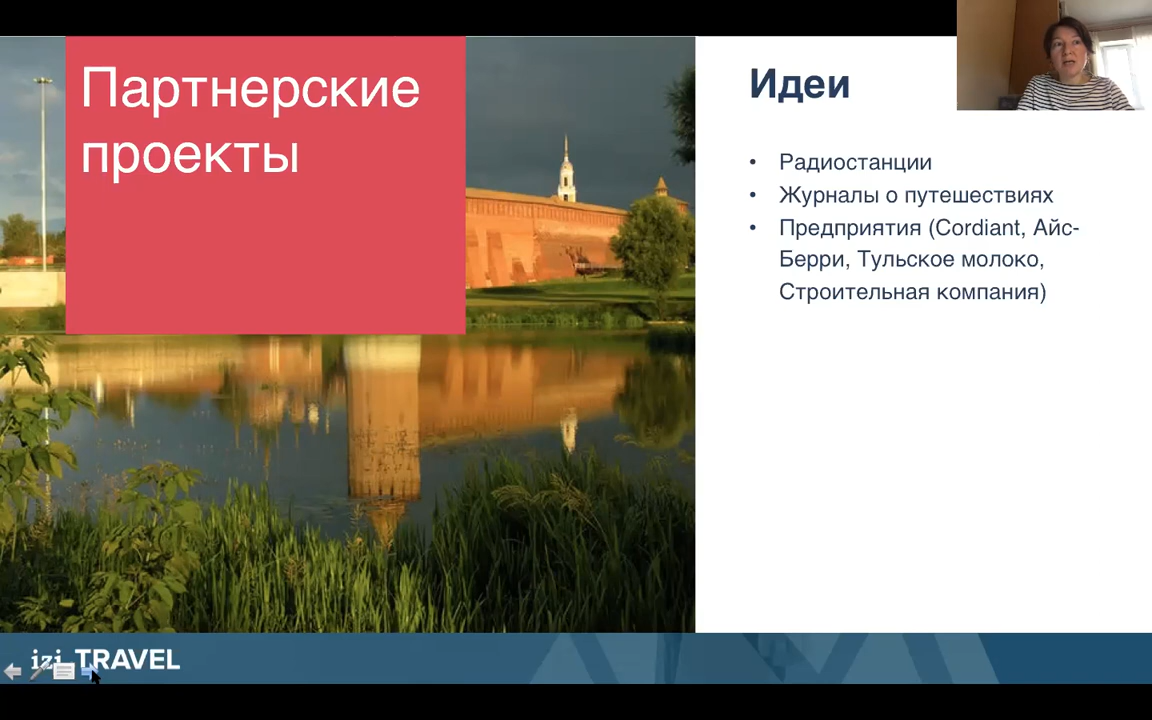 Партнерские
проекты
Идеи
• Радиостанции
• Журналы о путешествиях
• Предприятия (Cordiant, Айс-
Берри, Тульское молоко,
Строительная компания)
izi.TRAVEL